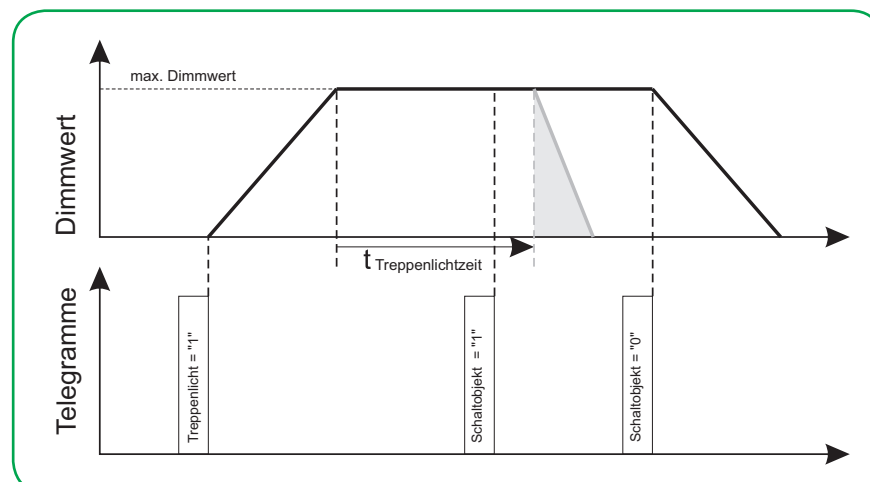 max. Dimmwert
Dimmwert
t Treppenlichtzeit
Telegramme
Treppenlicht = "1"
Schaltobjekt = "1"
Schaltobjekt = "0"